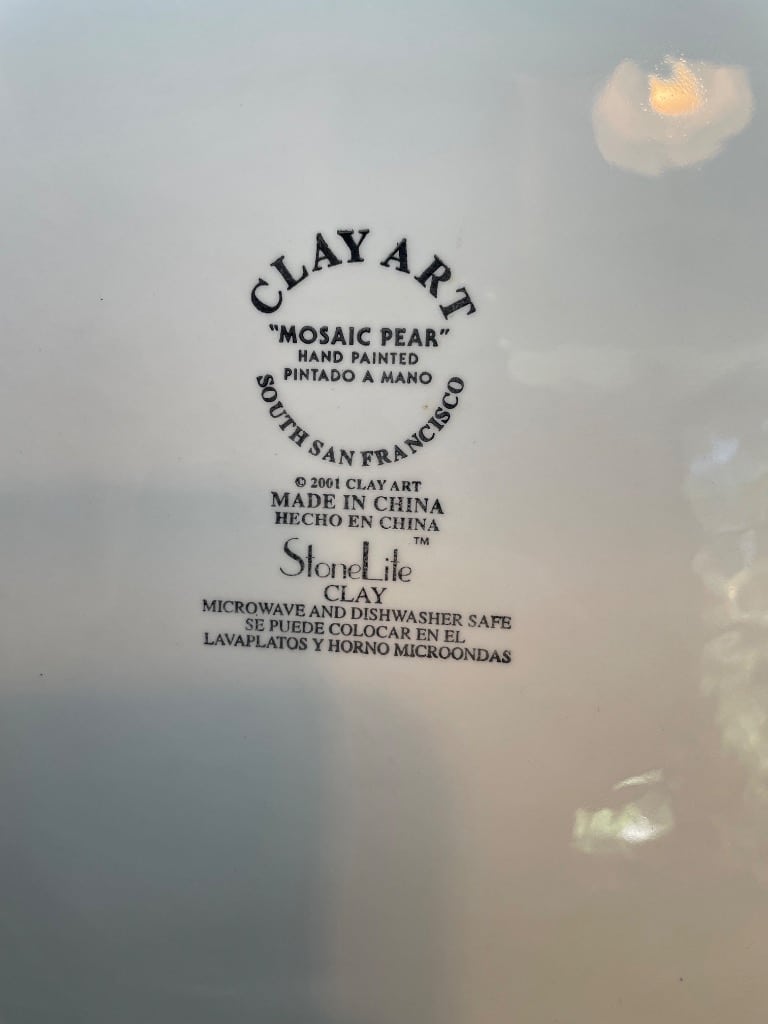 CLAY ART
"MOSAIC PEAR"
HAND PAINTED
PINTADO A MANO
SOUTH SAN FRANCISCO
© 2001 CLAY ART
MADE IN CHINA
HECHO EN CHINA
StoneLite™
CLAY
MICROWAVE AND DISHWASHER SAFE
SE PUEDE COLOCAR EN EL
LAVAPLATOS Y HORNO MICROONDAS